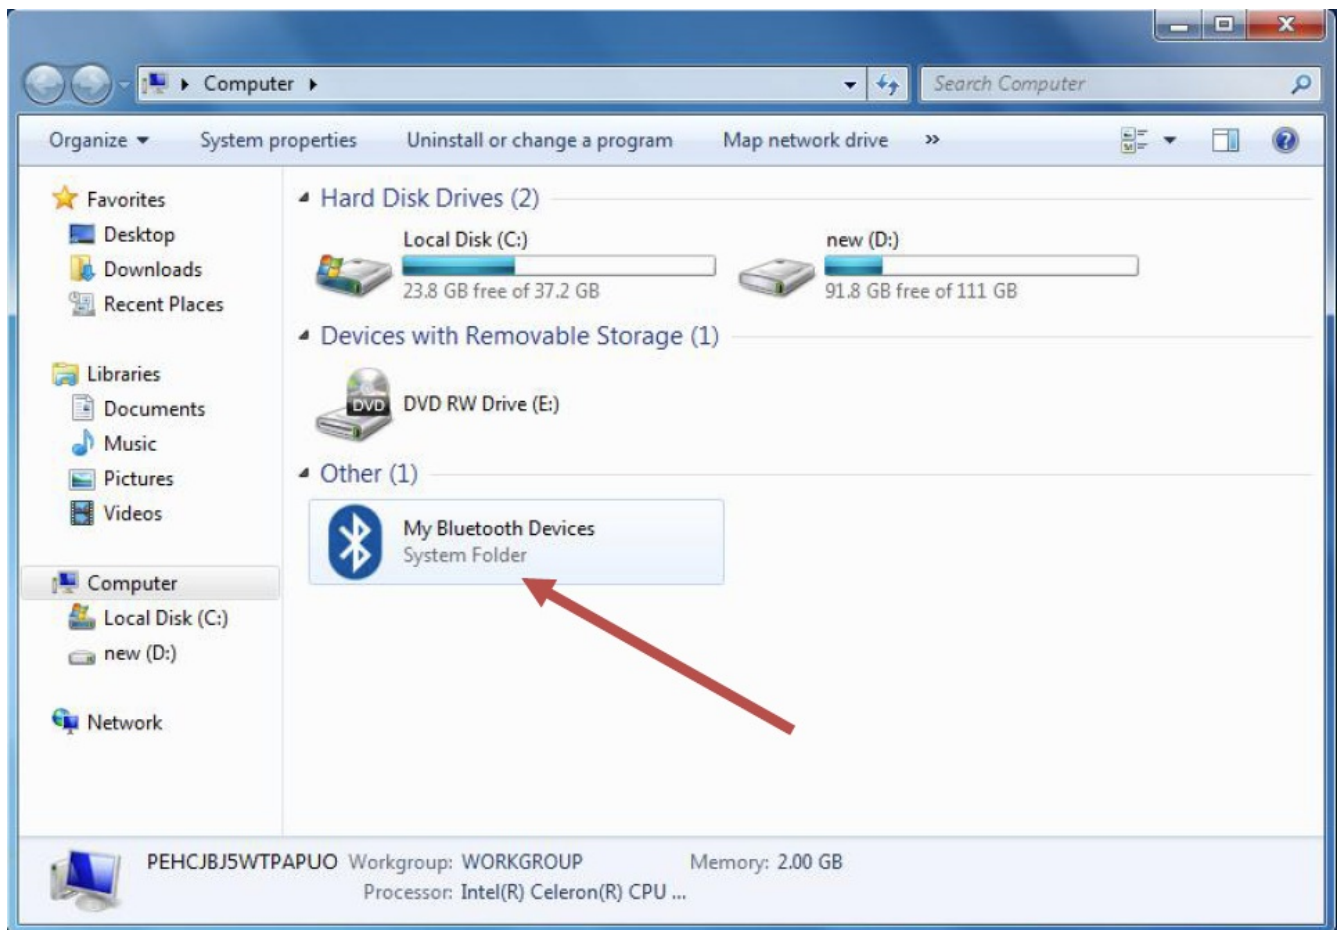 Computer
Search Computer
Organize
System properties
Uninstall or change a program
Map network drive
»
Favorites
Desktop
Downloads
Recent Places
Libraries
Documents
Music
Pictures
Videos
Computer
Local Disk (C:)
new (D:)
Network
Hard Disk Drives (2)
Local Disk (C:)
23.8 GB free of 37.2 GB
new (D:)
91.8 GB free of 111 GB
Devices with Removable Storage (1)
DVD
DVD RW Drive (E:)
Other (1)
My Bluetooth Devices
System Folder
PEHCJBJ5WTPAPUO Workgroup: WORKGROUP Memory: 2.00 GB
Processor: Intel(R) Celeron(R) CPU ...